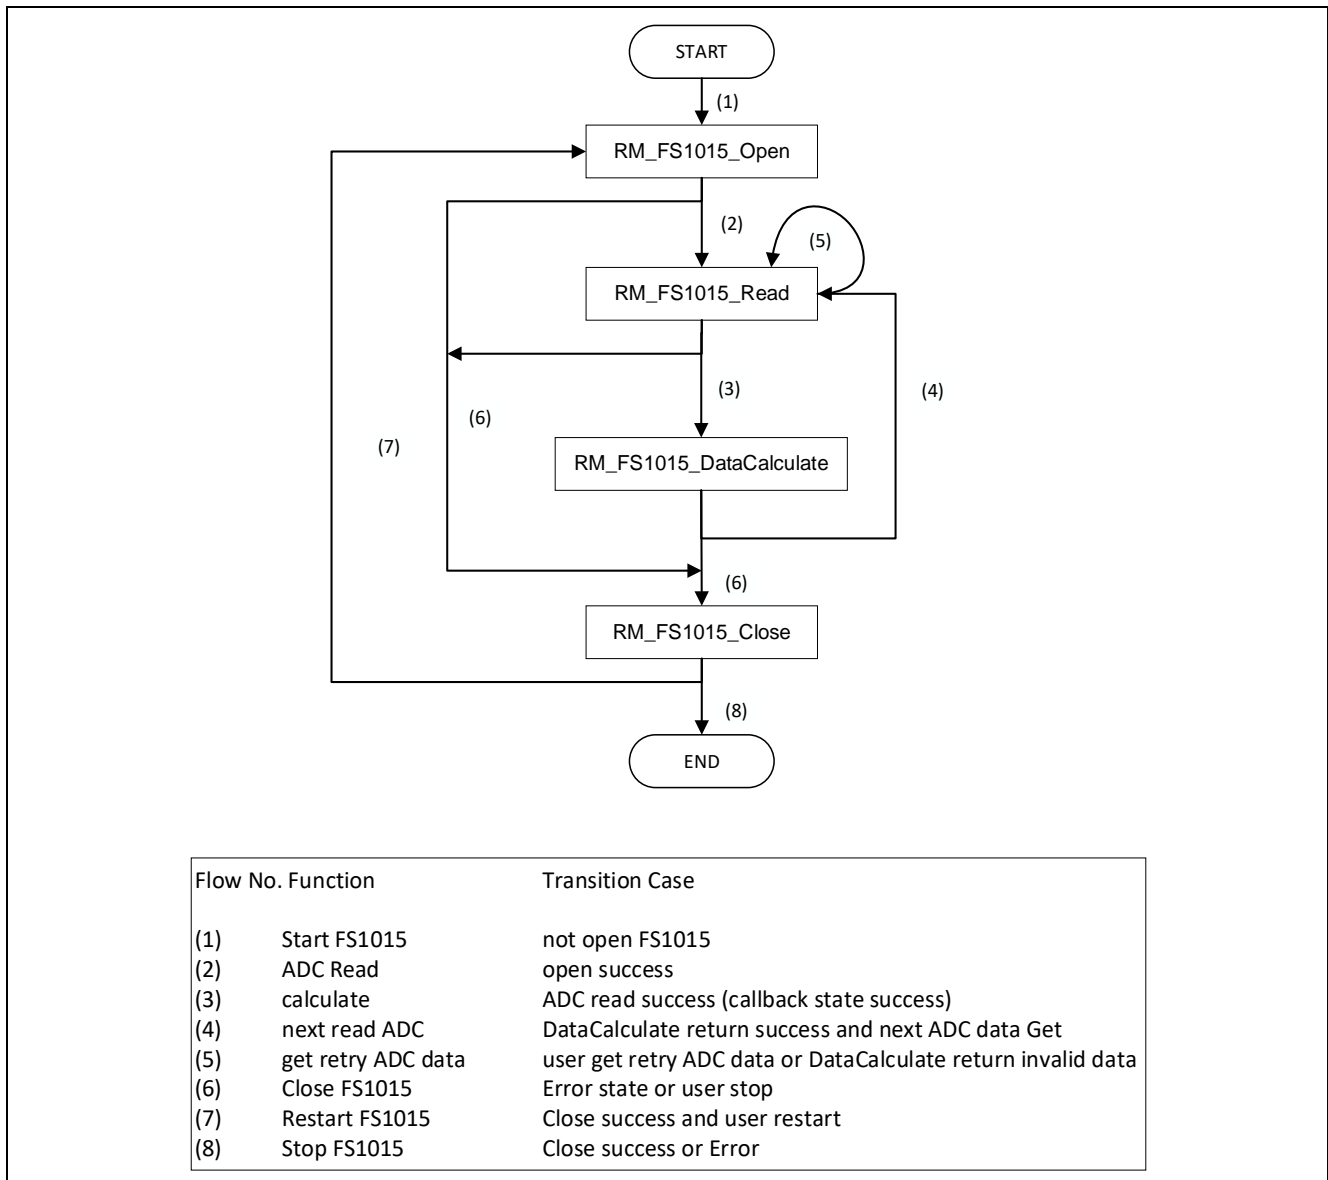 START
(1)
RM_FS1015_Open
(2)
(5)
RM_FS1015_Read
(3)
(4)
(6)
(7)
RM_FS1015_DataCalculate
(6)
RM_FS1015_Close
(8)
END
Flow No. Function Transition Case
(1) Start FS1015 not open FS1015
(2) ADC Read open success
(3) calculate ADC read success (callback state success)
(4) next read ADC DataCalculate return success and next ADC data Get
(5) get retry ADC data user get retry ADC data or DataCalculate return invalid data
(6) Close FS1015 Error state or user stop
(7) Restart FS1015 Close success and user restart
(8) Stop FS1015 Close success or Error